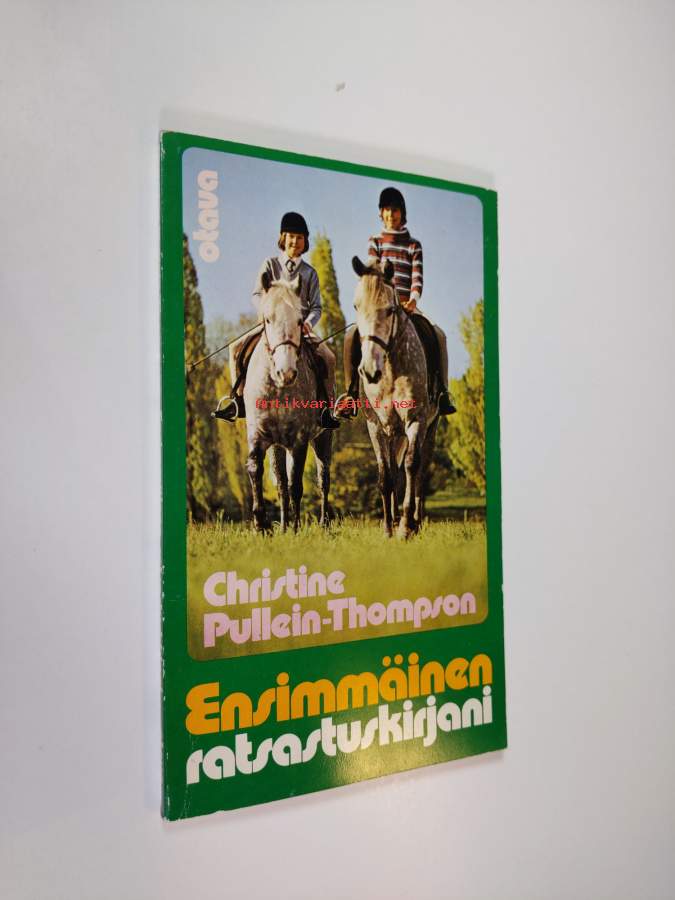 otava
Antikvariaatti.net
Christine
Pullein-Thompson
Ensimmäinen
ratsastuskirjani